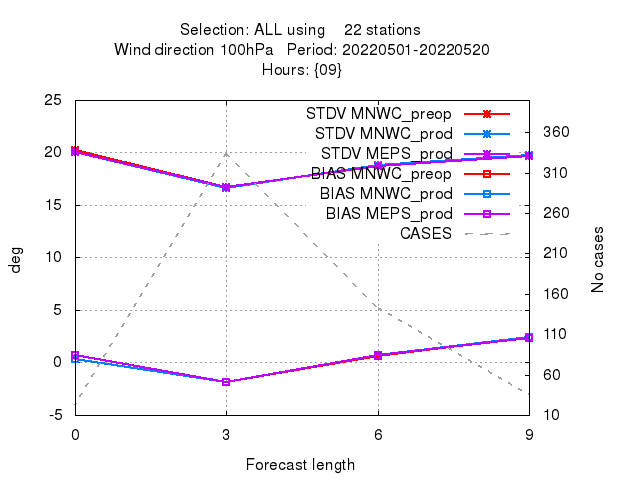 Selection: ALL using 22 stations
Wind direction 100hPa Period: 20220501-20220520
Hours: {09}
25
20
15
10
5
0
-5
deg
STDV MNWC_preop
STDV MNWC_prod
STDV MEPS_prod
BIAS MNWC_preop
BIAS MNWC_prod
BIAS MEPS_prod
CASES
360
310
260
210
160
110
60
10
No cases
0 3 6 9
Forecast length